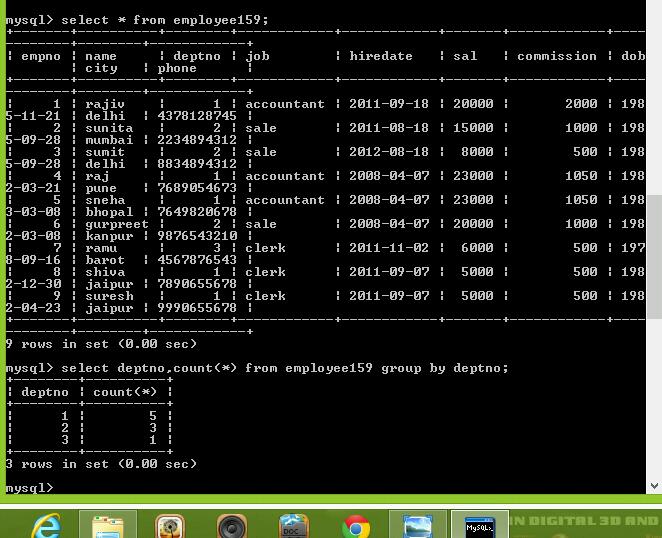 mysql> select * from employee159;
+---------+----------+--------+------------+------------+-------+------------+-----
| empno | name | deptno | job | hiredate | sal | commission | dob
| city | phone |
+---------+----------+--------+------------+------------+-------+------------+-----
| 1 | rajiv | 1 | accountant | 2011-09-18 | 20000 | 2000 | 198
5-11-21 | delhi | 4378128745 |
| 2 | sunita | 2 | sale | 2011-08-18 | 15000 | 1000 | 198
5-09-28 | mumbai | 2234894312 |
| 3 | sumit | 2 | sale | 2012-08-18 | 8000 | 500 | 198
5-09-28 | delhi | 8834894312 |
| 4 | raj | 1 | accountant | 2008-04-07 | 23000 | 1050 | 198
2-03-21 | pune | 7689054673 |
| 5 | sneha | 1 | accountant | 2008-04-07 | 23000 | 1050 | 198
3-03-08 | bhopal | 7649820678 |
| 6 | gurpreet | 2 | sale | 2008-04-07 | 20000 | 1000 | 198
2-03-08 | kanpur | 9876543210 |
| 7 | ramu | 3 | clerk | 2011-11-02 | 6000 | 500 | 197
8-09-16 | barot | 4567876543 |
| 8 | shiva | 1 | clerk | 2011-09-07 | 5000 | 500 | 198
2-12-30 | jaipur | 7890655678 |
| 9 | suresh | 1 | clerk | 2011-09-07 | 5000 | 500 | 198
2-04-23 | jaipur | 9990655678 |
+---------+----------+--------+------------+------------+-------+------------+-----
9 rows in set (0.00 sec)
mysql> select deptno,count(*) from employee159 group by deptno;
+--------+----------+
| deptno | count(*) |
+--------+----------+
| 1 | 5 |
| 2 | 3 |
| 3 | 1 |
+--------+----------+
3 rows in set (0.00 sec)
mysql>
DOC
MySQL
IN DIGITAL 3D AND